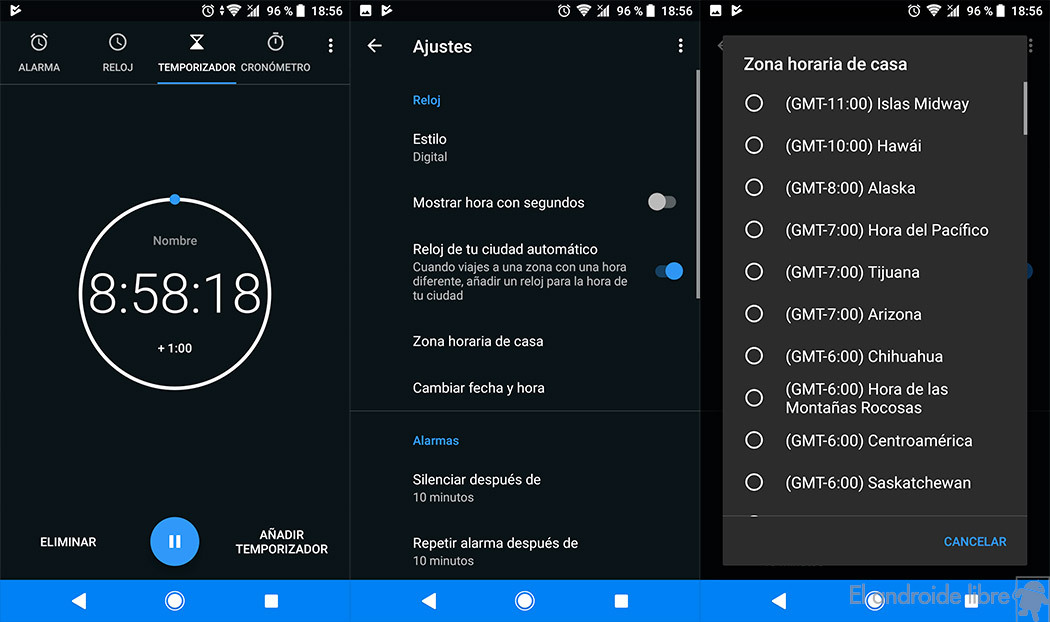 96 % 18:56
ALARMA
RELOJ
TEMPORIZADOR
CRONÓMETRO
Nombre
8:58:18
+ 1:00
ELIMINAR
AÑADIR
TEMPORIZADOR
96 % 18:56
Ajustes
Reloj
Estilo
Digital
Mostrar hora con segundos
Reloj de tu ciudad automático
Cuando viajes a una zona con una hora
diferente, añadir un reloj para la hora de
tu ciudad
Zona horaria de casa
Cambiar fecha y hora
Alarmas
Silenciar después de
10 minutos
Repetir alarma después de
10 minutos
96 % 18:56
Zona horaria de casa
(GMT-11:00) Islas Midway
(GMT-10:00) Hawái
(GMT-8:00) Alaska
(GMT-7:00) Hora del Pacífico
(GMT-7:00) Tijuana
(GMT-7:00) Arizona
(GMT-6:00) Chihuahua
(GMT-6:00) Hora de las
Montañas Rocosas
(GMT-6:00) Centroamérica
(GMT-6:00) Saskatchewan
CANCELAR
El androide libre